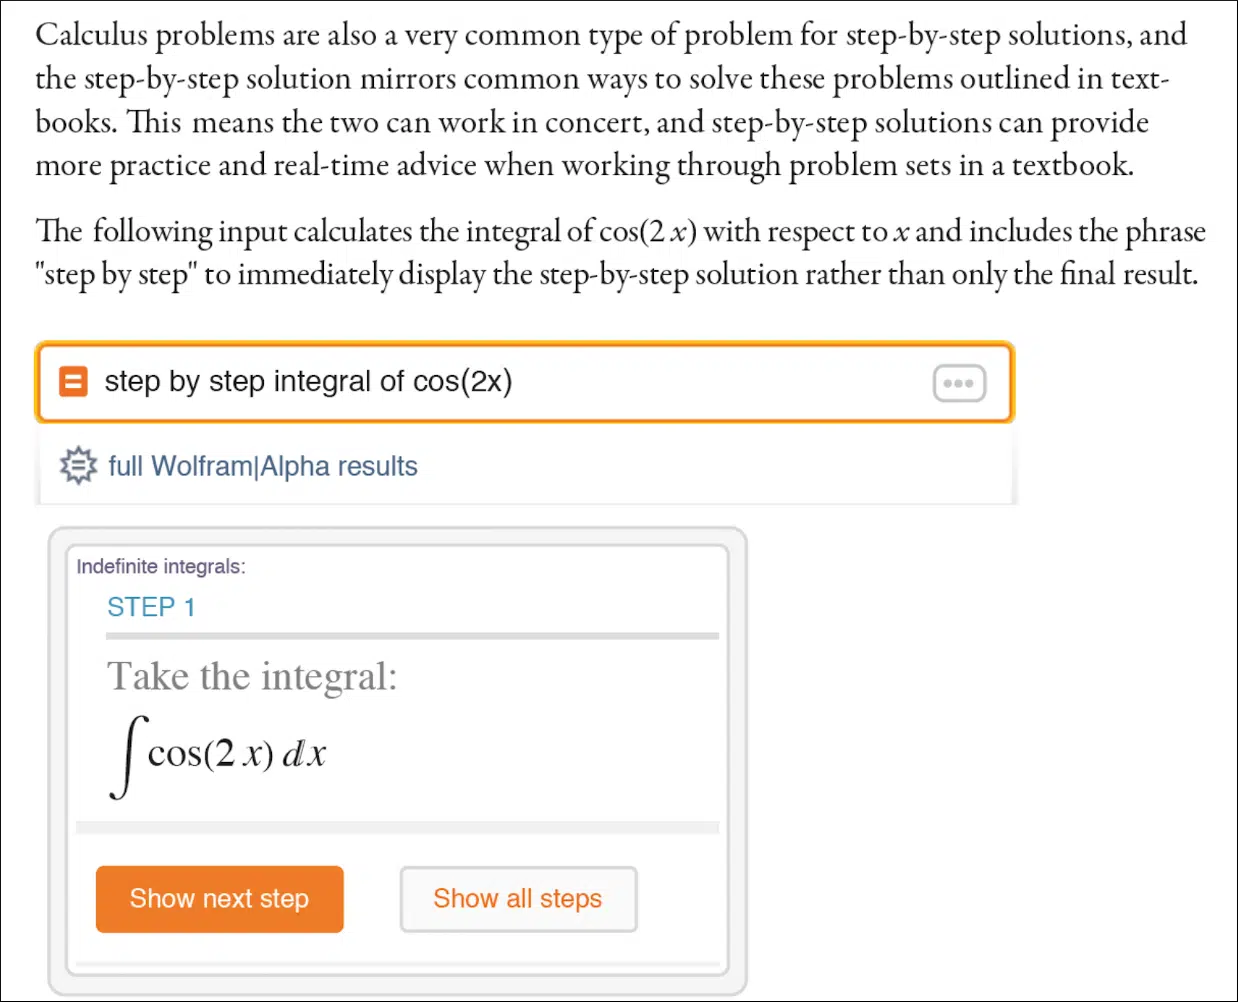 Calculus problems are also a very common type of problem for step-by-step solutions, and
the step-by-step solution mirrors common ways to solve these problems outlined in text-
books. This means the two can work in concert, and step-by-step solutions can provide
more practice and real-time advice when working through problem sets in a textbook.
The following input calculates the integral of cos(2 x) with respect to x and includes the phrase
"step by step" to immediately display the step-by-step solution rather than only the final result.
step by step integral of cos(2x)
full Wolfram|Alpha results
Indefinite integrals:
STEP 1
Take the integral:
∫ cos(2 x) dx
Show next step
Show all steps